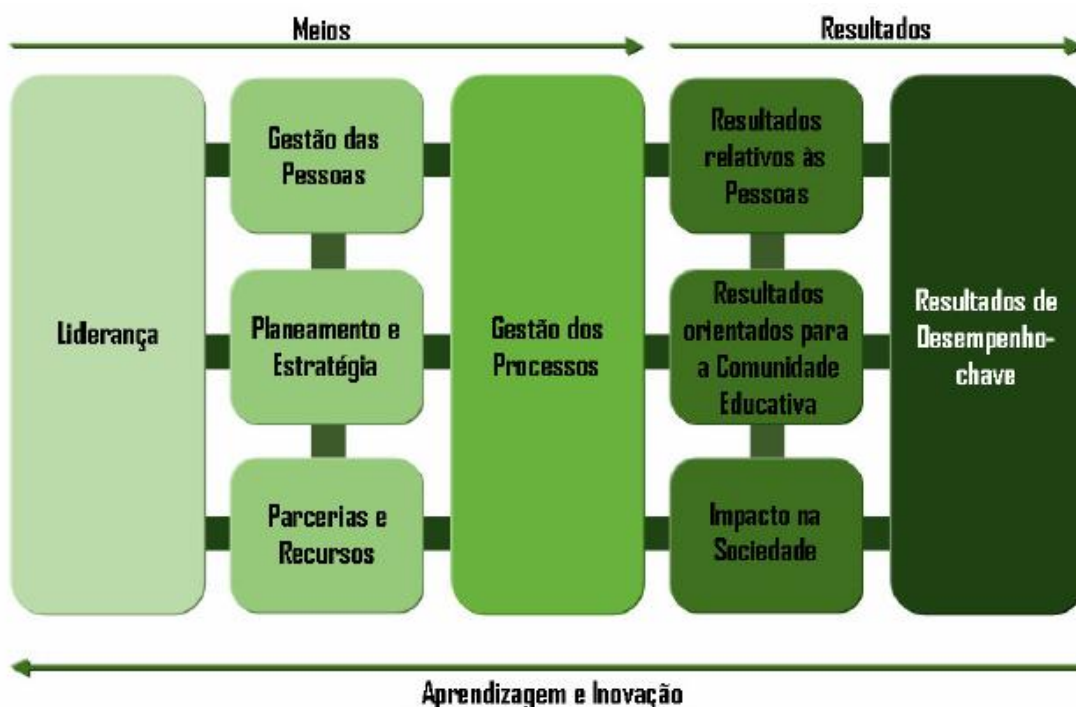 Meios
Resultados
Liderança
Gestão das
Pessoas
Planeamento e
Estratégia
Parcerias e
Recursos
Gestão dos
Processos
Resultados
relativos às
Pessoas
Resultados
orientados para
a Comunidade
Educativa
Impacto na
Sociedade
Resultados de
Desempenho-
chave
Aprendizagem e Inovação